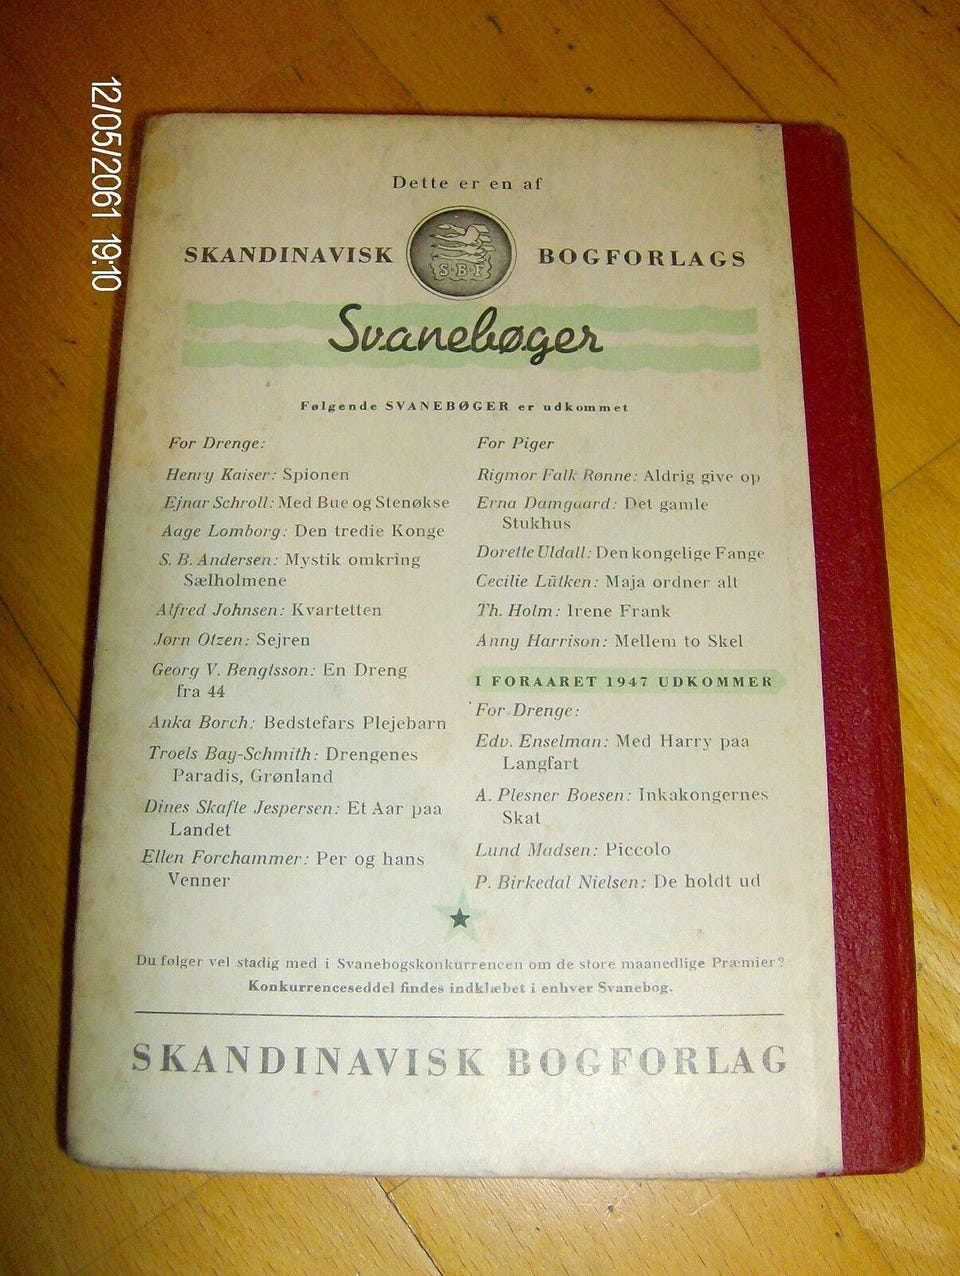 12/05/2061 19:10
Dette er en af
SKANDINAVISK
S·B·F
BOGFORLAGS
Svanebøger
Følgende SVANEBØGER er udkommet
For Drenge:
Henry Kaiser: Spionen
Ejnar Schroll: Med Bue og Stenøkse
Aage Lomborg: Den tredie Konge
S. B. Andersen: Mystik omkring
Sælholmene
Alfred Johnsen: Kvartetten
Jørn Otzen: Sejren
Georg V. Bengtsson: En Dreng
fra 44
Anka Borch: Bedstefars Plejebarn
Troels Bay-Schmith: Drengenes
Paradis, Grønland
Dines Skafte Jespersen: Et Aar paa
Landet
Ellen Forchammer: Per og hans
Venner
For Piger
Rigmor Falk Rønne: Aldrig give op
Erna Damgaard: Det gamle
Stukhus
Dorette Uldall: Den kongelige Fange
Cecilie Lütken: Maja ordner alt
Th. Holm: Irene Frank
Anny Harrison: Mellem to Skel
I FORAARET 1947 UDKOMMER
For Drenge:
Edv. Enselman: Med Harry paa
Langfart
A. Plesner Boesen: Inkakongernes
Skat
Lund Madsen: Piccolo
P. Birkedal Nielsen: De holdt ud
Du følger vel stadig med i Svanebogskonkurrencen om de store maanedlige Præmier?
Konkurrenceseddel findes indklæbet i enhver Svanebog.
SKANDINAVISK BOGFORLAG